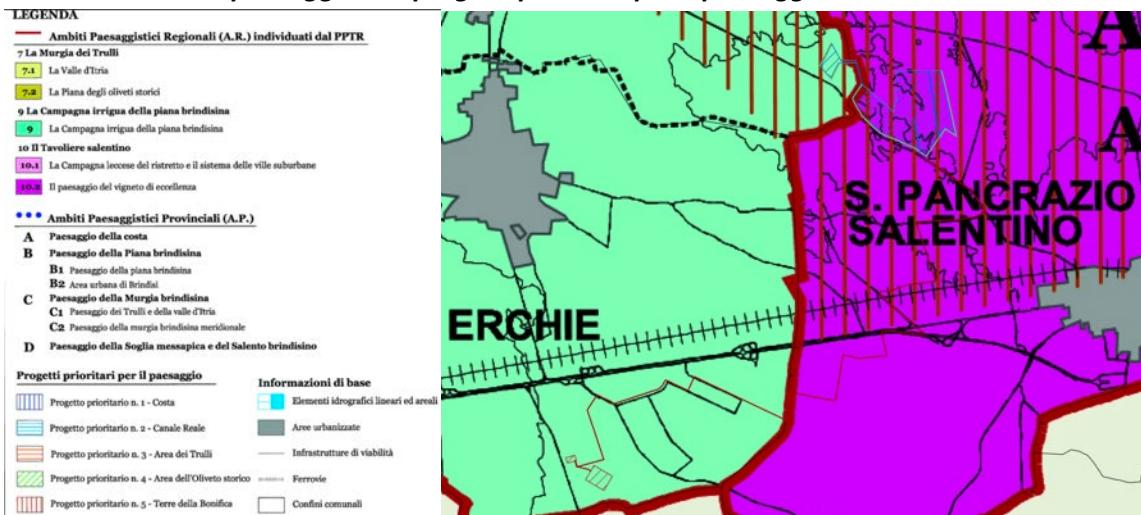 LEGENDA
Ambiti Paesaggistici Regionali (A.R.) individuati dal PPTR
7 La Murgia dei Trulli
7.1 La Valle d'Itria
7.2 La Piana degli oliveti storici
9 La Campagna irrigua della piana brindisina
9 La Campagna irrigua della piana brindisina
10 Il Tavoliere salentino
10.1 La Campagna leccese del ristretto e il sistema delle ville suburbane
10.2 Il paesaggio del vigneto di eccellenza
Ambiti Paesaggistici Provinciali (A.P.)
A Paesaggio della costa
B Paesaggio della Piana brindisina
B1 Paesaggio della piana brindisina
B2 Area urbana di Brindisi
C Paesaggio della Murgia brindisina
C1 Paesaggio dei Trulli e della valle d'Itria
C2 Paesaggio della murgia brindisina meridionale
D Paesaggio della Soglia messapica e del Salento brindisino
Progetti prioritari per il paesaggio
Progetto prioritario n. 1 - Costa
Progetto prioritario n. 2 - Canale Reale
Progetto prioritario n. 3 - Area dei Trulli
Progetto prioritario n. 4 - Area dell'Oliveto storico
Progetto prioritario n. 5 - Terre della Bonifica
Informazioni di base
Elementi idrografici lineari ed areali
Aree urbanizzate
Infrastrutture di viabilità
Ferrovie
Confini comunali
A
A
S. PANCRAZIO
SALENTINO
ERCHIE